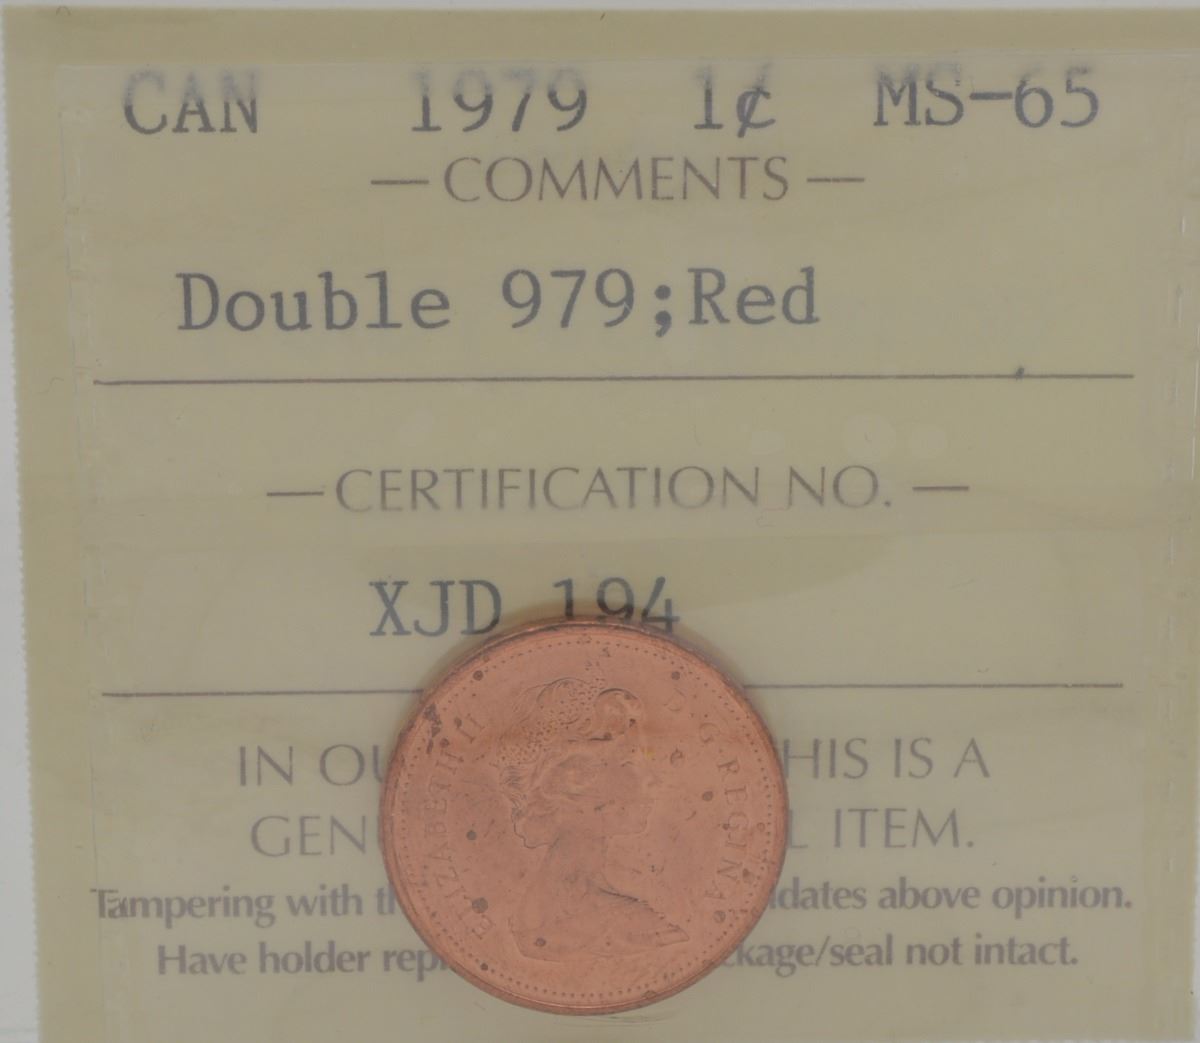 CAN 1979 1¢ MS-65
— COMMENTS —
Double 979;Red
— CERTIFICATION NO. —
XJD 194
IN OU HIS IS A
GEN L ITEM.
Tampering with th idates above opinion.
Have holder repl ckage/seal not intact.
ELIZABETH II D·G·REGINA